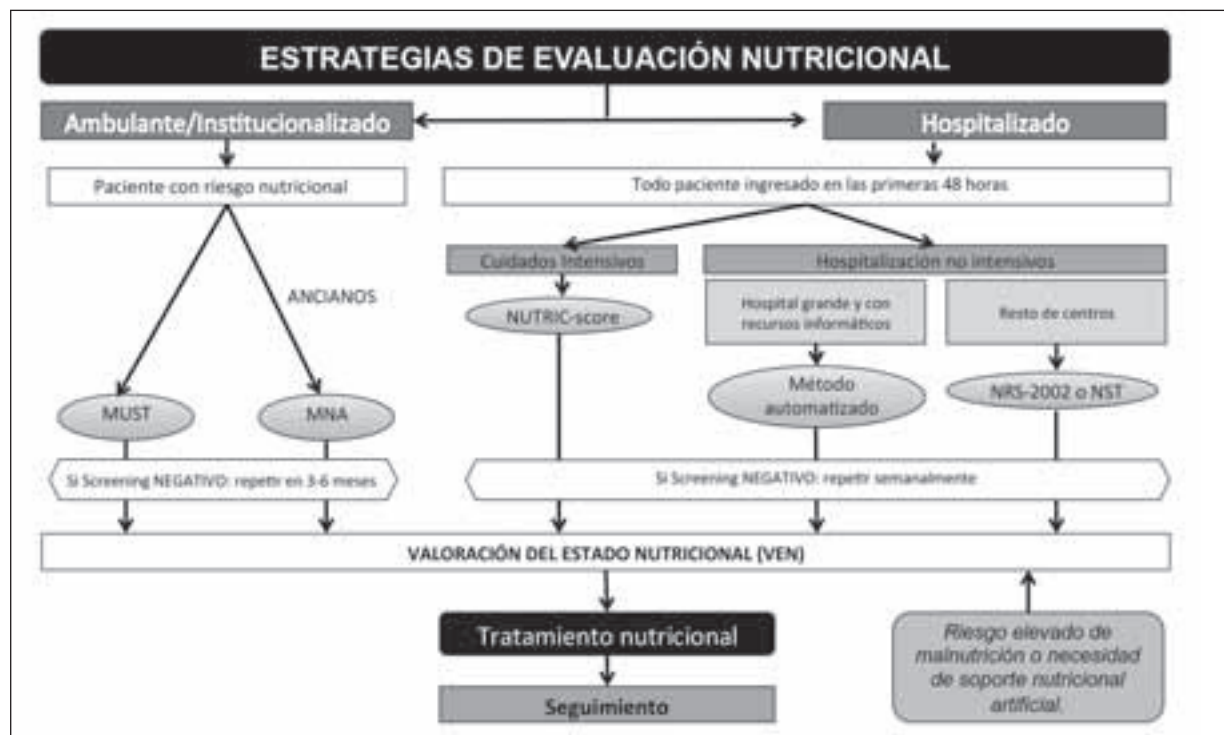 ESTRATEGIAS DE EVALUACIÓN NUTRICIONAL
Ambulante/Institucionalizado
Hospitalizado
Paciente con riesgo nutricional
Todo paciente ingresado en las primeras 48 horas
Cuidados Intensivos
Hospitalización no intensivos
ANCIANOS
NUTRIC-score
Hospital grande y con
recursos informáticos
Resto de centros
MUST
MNA
Método
automatizado
NRS-2002 o NST
Si Screening NEGATIVO: repetir en 3-6 meses
Si Screening NEGATIVO: repetir semanalmente
VALORACIÓN DEL ESTADO NUTRICIONAL (VEN)
Tratamiento nutricional
Seguimiento
Riesgo elevado de
malnutrición o necesidad
de soporte nutricional
artificial.